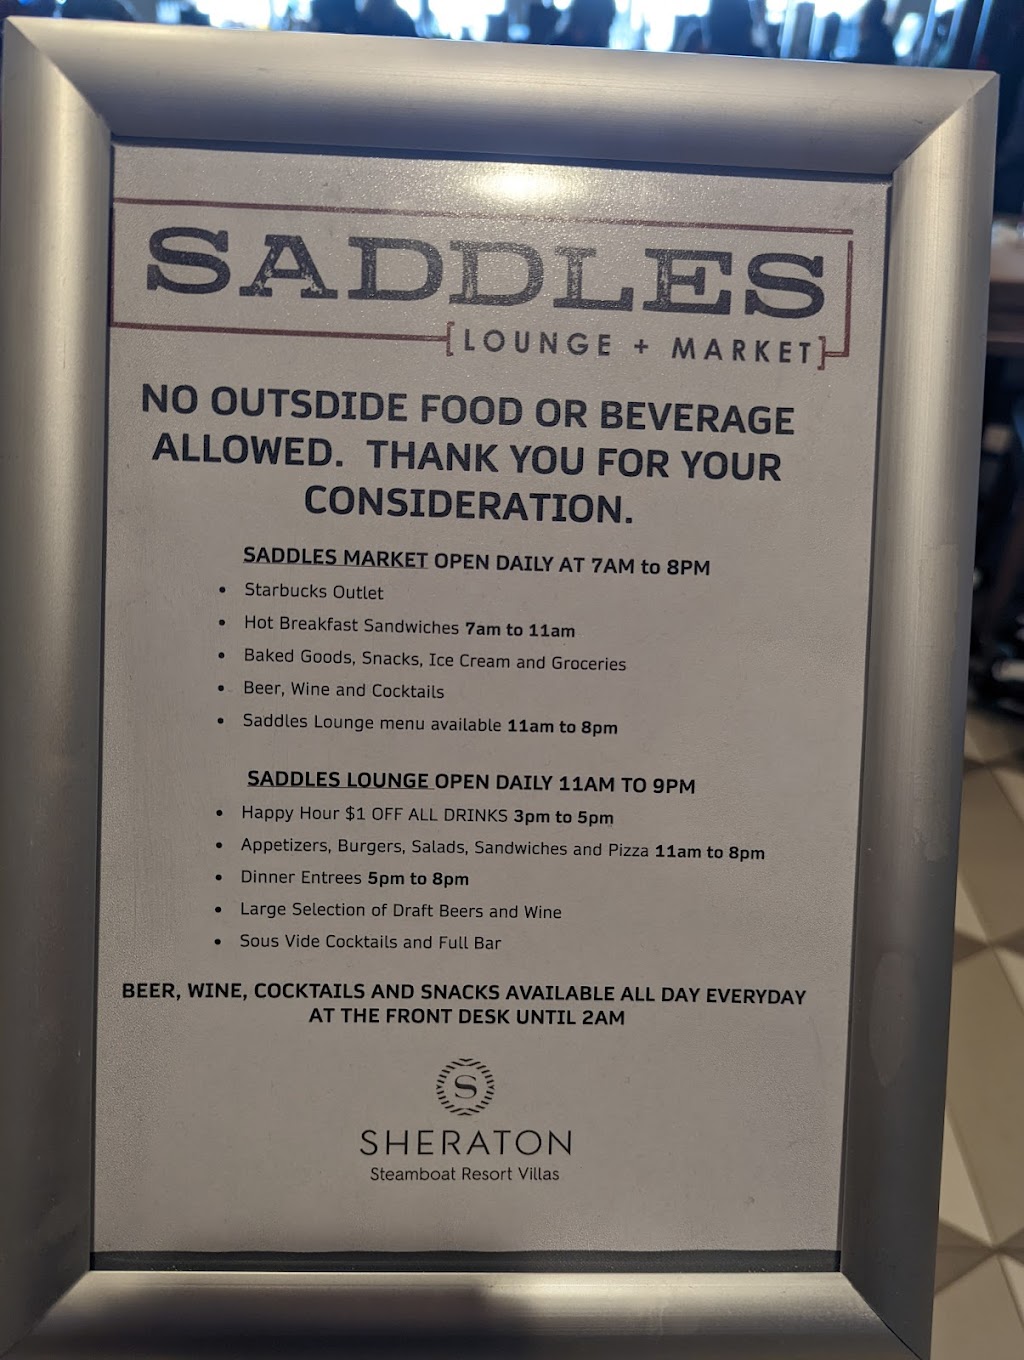 SADDLES
[LOUNGE + MARKET]
NO OUTSDIDE FOOD OR BEVERAGE
ALLOWED. THANK YOU FOR YOUR
CONSIDERATION.
SADDLES MARKET OPEN DAILY AT 7AM to 8PM
• Starbucks Outlet
• Hot Breakfast Sandwiches 7am to 11am
• Baked Goods, Snacks, Ice Cream and Groceries
• Beer, Wine and Cocktails
• Saddles Lounge menu available 11am to 8pm
SADDLES LOUNGE OPEN DAILY 11AM TO 9PM
• Happy Hour $1 OFF ALL DRINKS 3pm to 5pm
• Appetizers, Burgers, Salads, Sandwiches and Pizza 11am to 8pm
• Dinner Entrees 5pm to 8pm
• Large Selection of Draft Beers and Wine
• Sous Vide Cocktails and Full Bar
BEER, WINE, COCKTAILS AND SNACKS AVAILABLE ALL DAY EVERYDAY
AT THE FRONT DESK UNTIL 2AM
S
SHERATON
Steamboat Resort Villas